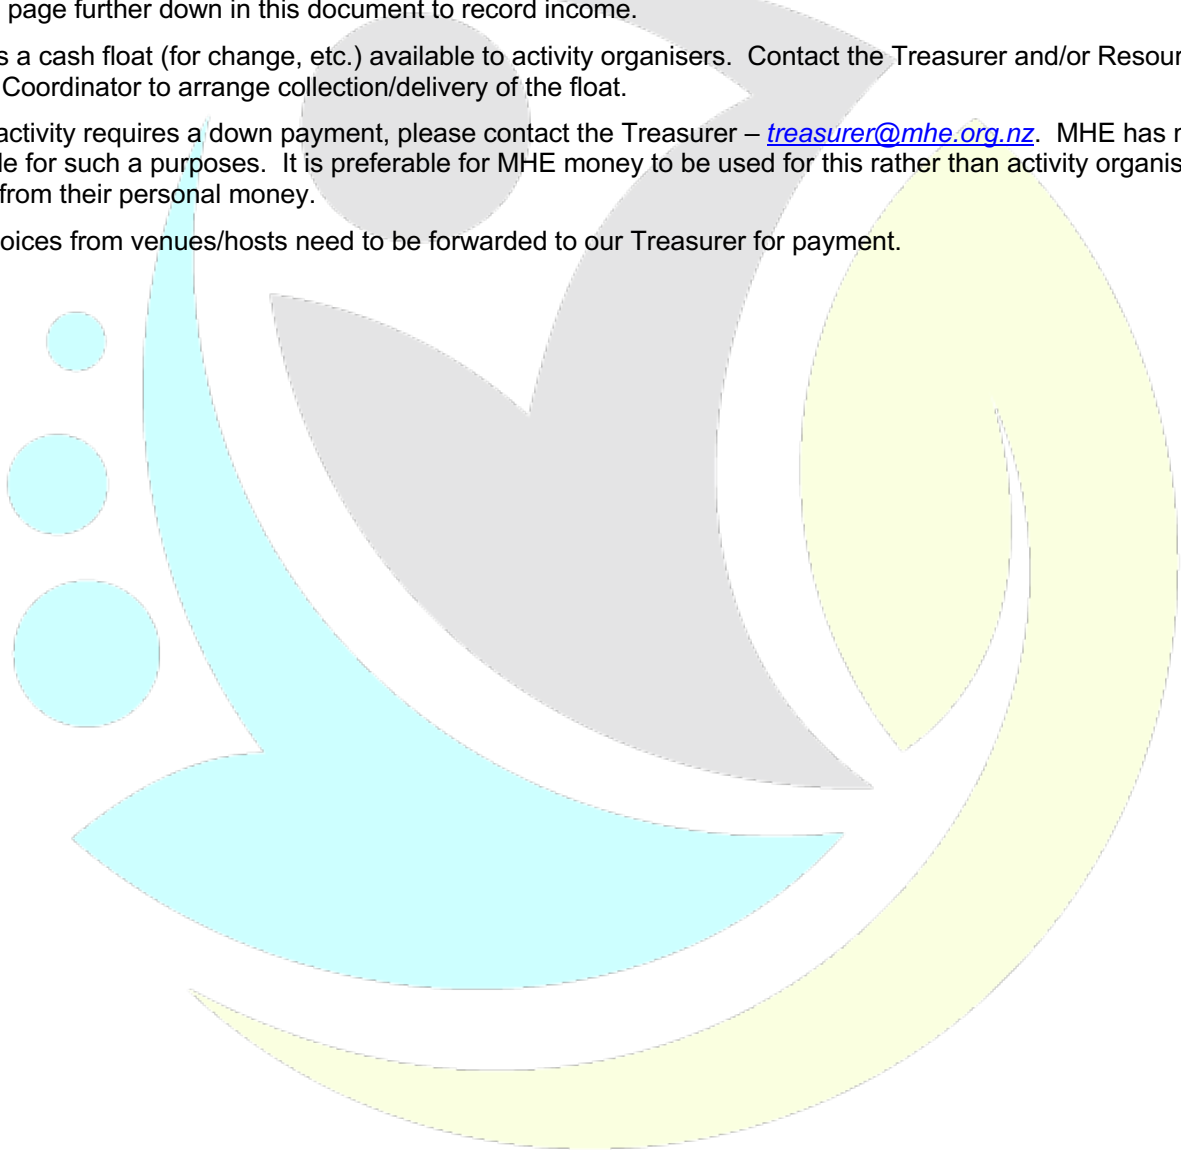 page further down in this document to record income.
s a cash float (for change, etc.) available to activity organisers.  Contact the Treasurer and/or Resour
Coordinator to arrange collection/delivery of the float.
activity requires a down payment, please contact the Treasurer – treasurer@mhe.org.nz.  MHE has
le for such a purposes.  It is preferable for MHE money to be used for this rather than activity organis
from their personal money.
oices from venues/hosts need to be forwarded to our Treasurer for payment.